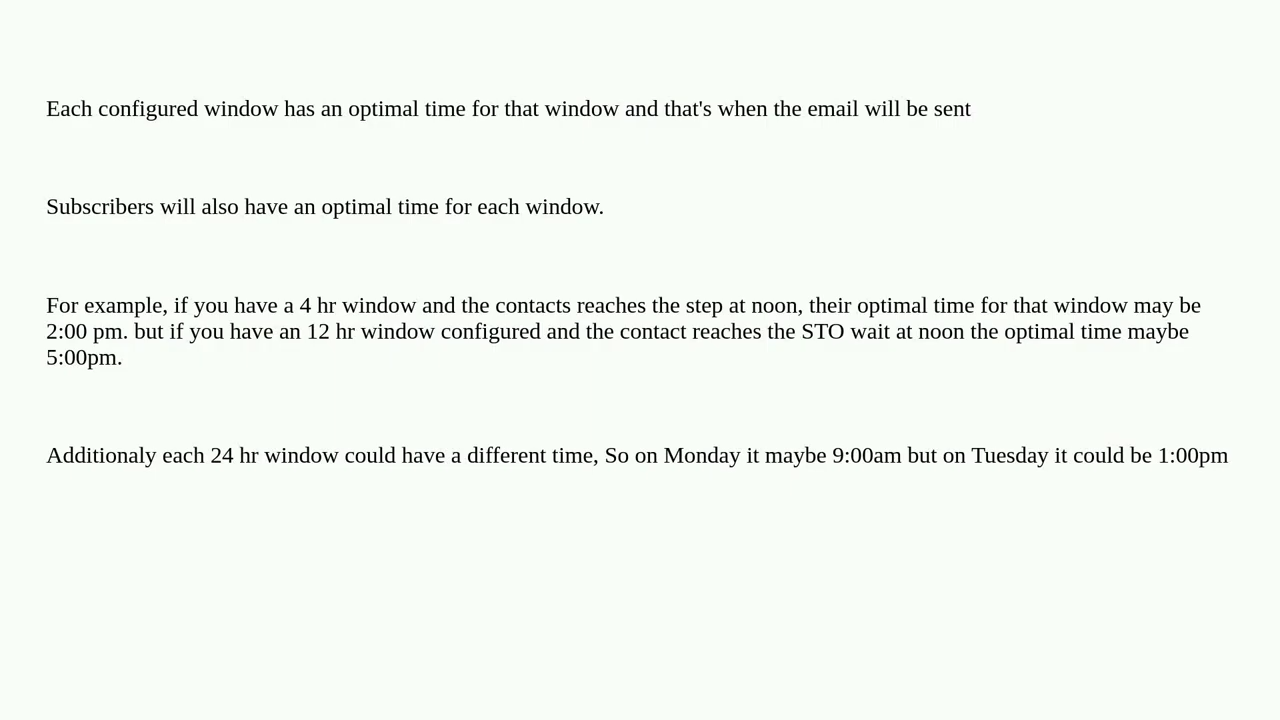 Each configured window has an optimal time for that window and that's when the email will be sent
Subscribers will also have an optimal time for each window.
For example, if you have a 4 hr window and the contacts reaches the step at noon, their optimal time for that window may be
2:00 pm. but if you have an 12 hr window configured and the contact reaches the STO wait at noon the optimal time maybe
5:00pm.
Additionaly each 24 hr window could have a different time, So on Monday it maybe 9:00am but on Tuesday it could be 1:00pm